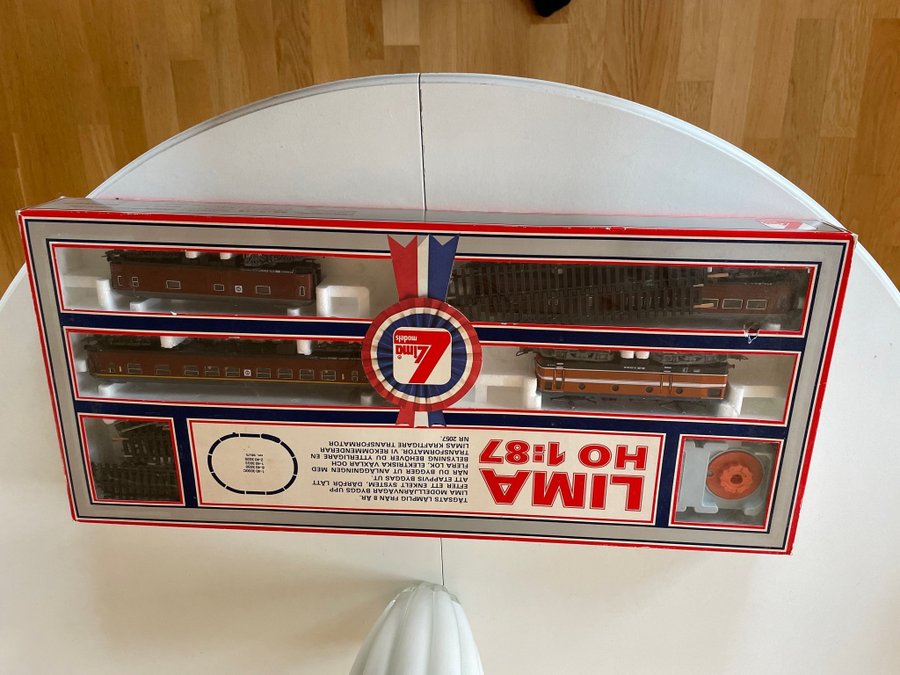 LIMA
HO 1:87
TÅGSATS LÄMPLIG FRÅN 8 ÅR.
LIMA MODELLJÄRNVÄGAR BYGGS UPP
EFTER ETT ENKELT SYSTEM, DÄRFÖR LÄTT
ATT ETAPPVIS BYGGAS UT.
NÄR DU BYGGER UT ANLÄGGNINGEN MED
FLERA LOK, ELEKTRISKA VÄXLAR OCH
BELYSNING BEHÖVER DU YTTERLIGARE EN
TRANSFORMATOR. VI REKOMMENDERAR
LIMAS KRAFTIGARE TRANSFORMATOR
NR 2057.
Lima
models